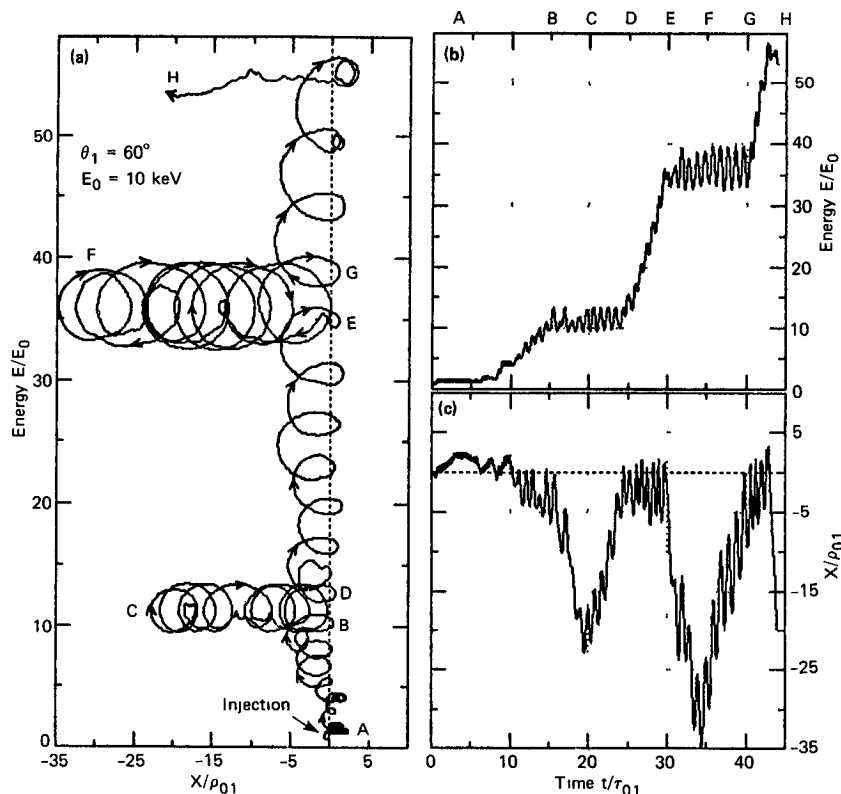 A B C D E F G H
(a)
H
θ₁ = 60°
E₀ = 10 keV
F
G
E
C
D
B
Injection
A
Energy E/E₀
50
40
30
20
10
0
-35 -25 -15 -5 5 15
X/ρ₀₁
(b)
50
40
30
20
10
0
Energy E/E₀
(c)
5
-5
-15
-25
-35
X/ρ₀₁
0 10 20 30 40
Time t/τ₀₁